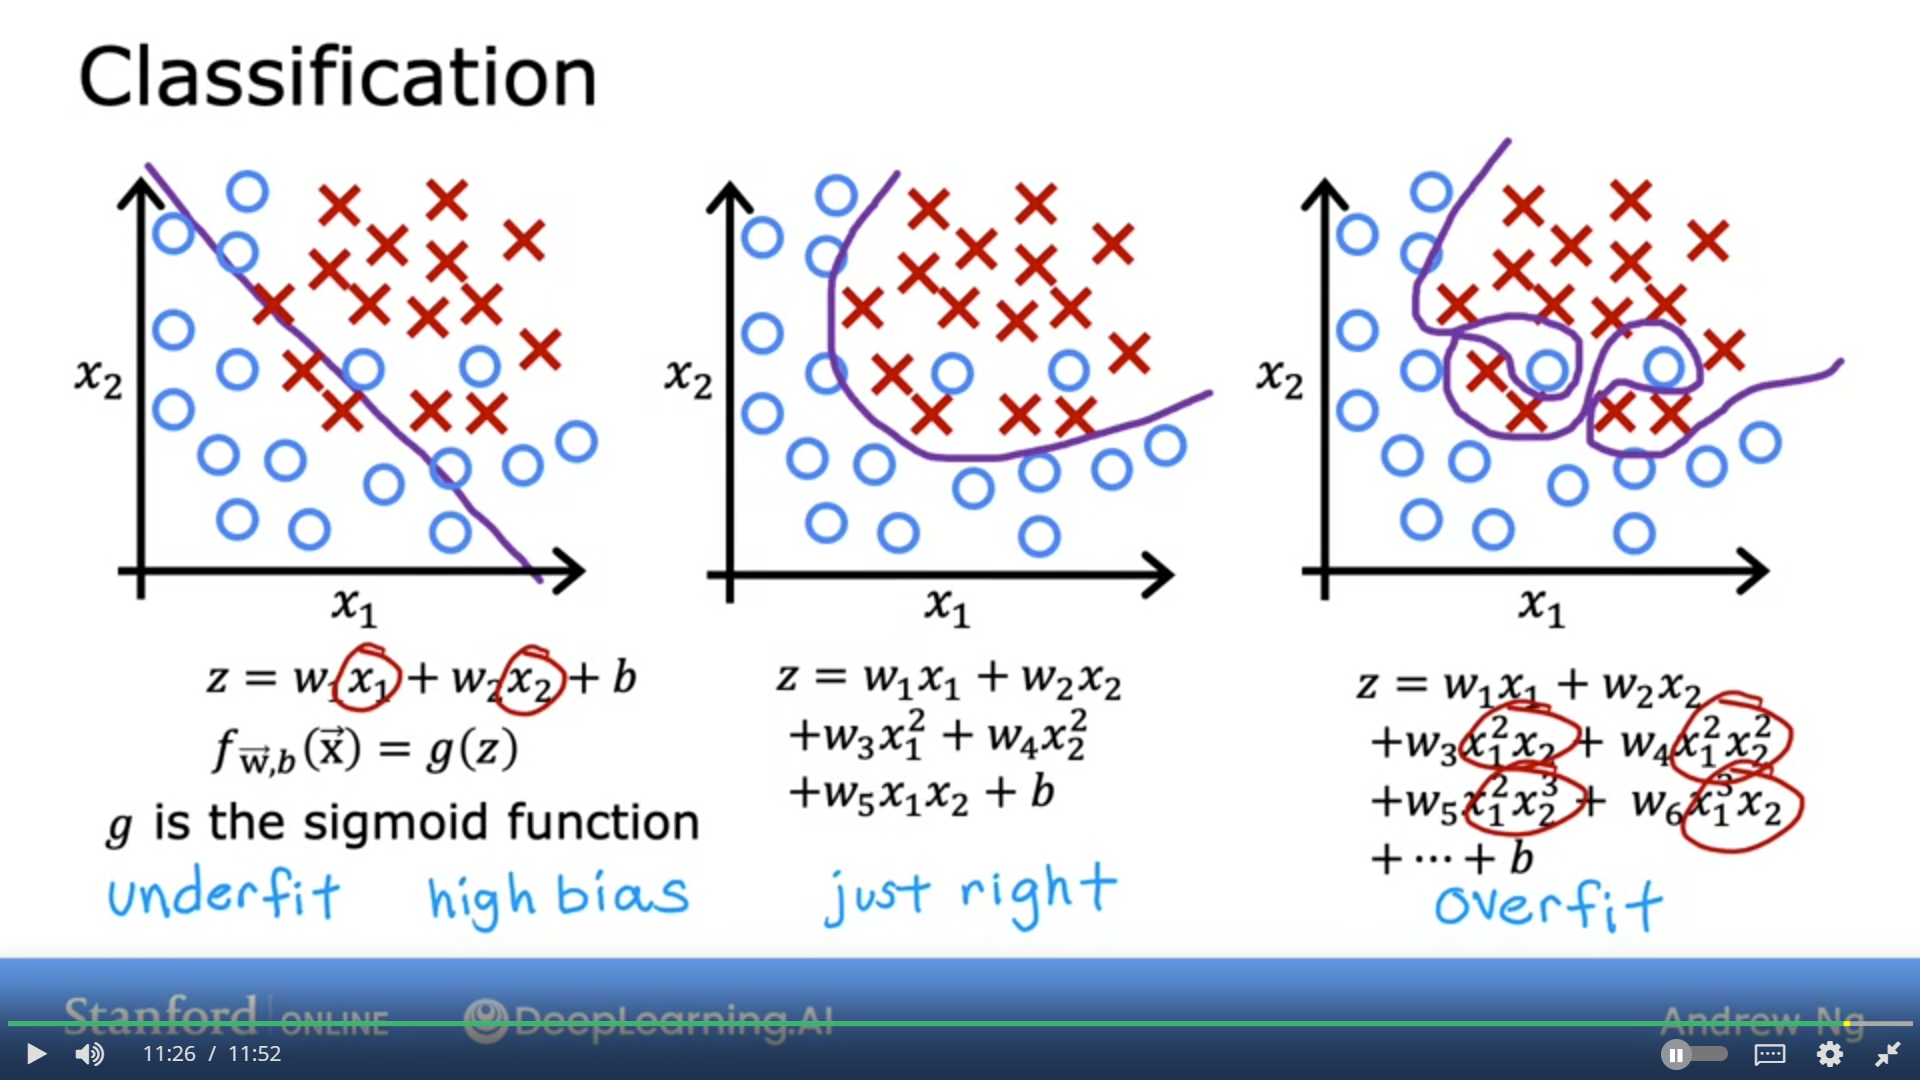 Classification
x₂
x₁
z = w₁x₁ + w₂x₂ + b
f_{w⃗,b}(x⃗) = g(z)
g is the sigmoid function
underfit high bias
x₂
x₁
z = w₁x₁ + w₂x₂
+w₃x₁² + w₄x₂²
+w₅x₁x₂ + b
just right
x₂
x₁
z = w₁x₁ + w₂x₂
+w₃x₁²x₂ + w₄x₁²x₂²
+w₅x₁²x₂³ + w₆x₁³x₂
+ ⋯ + b
overfit
Stanford | ONLINE DeepLearning.AI Andrew Ng
11:26 / 11:52